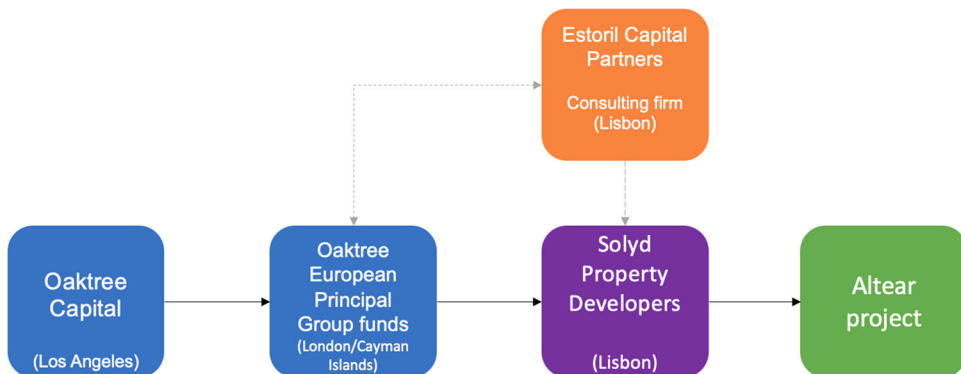 Estoril Capital
Partners
Consulting firm
(Lisbon)
Oaktree
Capital
(Los Angeles)
Oaktree
European
Principal
Group funds
(London/Cayman
Islands)
Solyd
Property
Developers
(Lisbon)
Altear
project